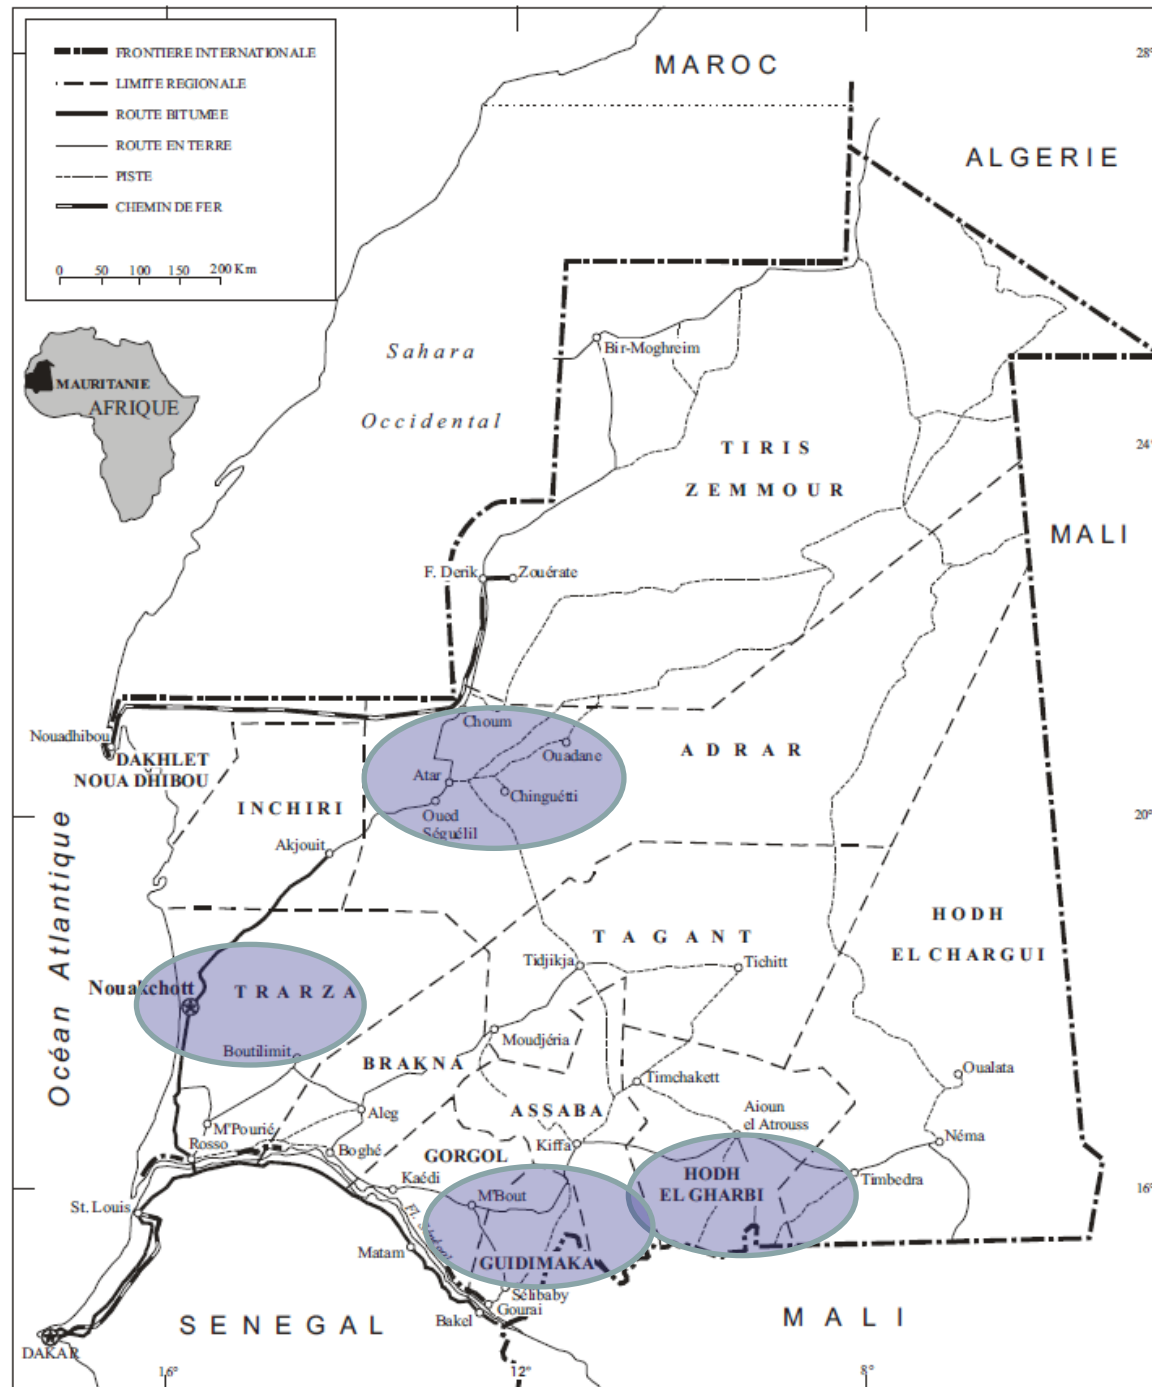 FRONTIERE INTERNATIONALE
LIMITE REGIONALE
ROUTE BITUMEE
ROUTE EN TERRE
PISTE
CHEMIN DE FER
0 50 100 150 200 Km
MAROC
28°
ALGERIE
Sahara
Occidental
MAURITANIE
AFRIQUE
Bir-Moghreim
TIRIS
ZEMMOUR
24°
MALI
F. Derik
Zouérate
Choum
Nouadhibou
DAKHLET
NOUA DHIBOU
Ouadane
ADRAR
Atar
Chinguétti
INCHIRI
Oued
Séguélil
20°
Akjouit
Océan Atlantique
HODH
EL CHARGUI
TAGANT
Tidjikja
Tichitt
Nouakchott
TRARZA
Moudjéria
Boutilimit
BRAKNA
Oualata
Timchakett
Aleg
ASSABA
Aioun
el Atrouss
M'Pourié
Rosso
Boghé
Kiffa
Néma
GORGOL
Kaédi
M'Bout
HODH
EL GHARBI
Timbedra
16°
St. Louis
Matam
GUIDIMAKA
Sélibaby
Gourai
Bakel
SENEGAL
MALI
DAKAR
16°
12°
8°